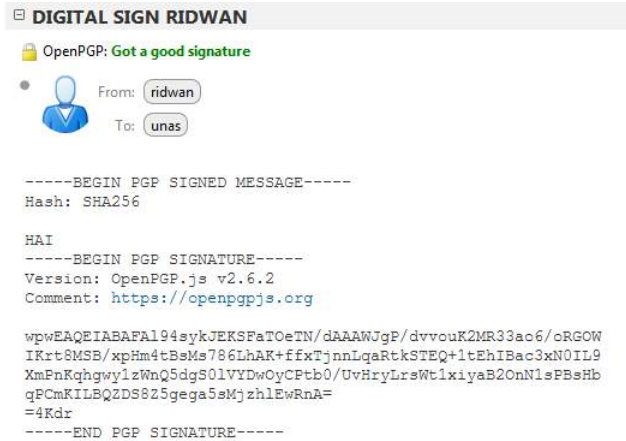 DIGITAL SIGN RIDWAN
OpenPGP: Got a good signature
From: ridwan
To: unas
-----BEGIN PGP SIGNED MESSAGE-----
Hash: SHA256
HAI
-----BEGIN PGP SIGNATURE-----
Version: OpenPGP.js v2.6.2
Comment: https://openpgpjs.org
wpwEAQEIABAFAl94sykJEKSFaTOeTN/dAAAWJgP/dvvouK2MR33ao6/oRGOW
IKrt8MSB/xpHm4tBsMs786LhAK+ffxTjnnLqaRtkSTEQ+1tEhIBac3xN0IL9
XmPnKqhgwy1zWnQ5dgS0lVYDwOyCPtb0/UvHryLrsWt1xiyaB2OnN1sPBsHb
qPCmKILBQZDS8Z5gega5sMjzhlEwRnA=
=4Kdr
-----END PGP SIGNATURE-----